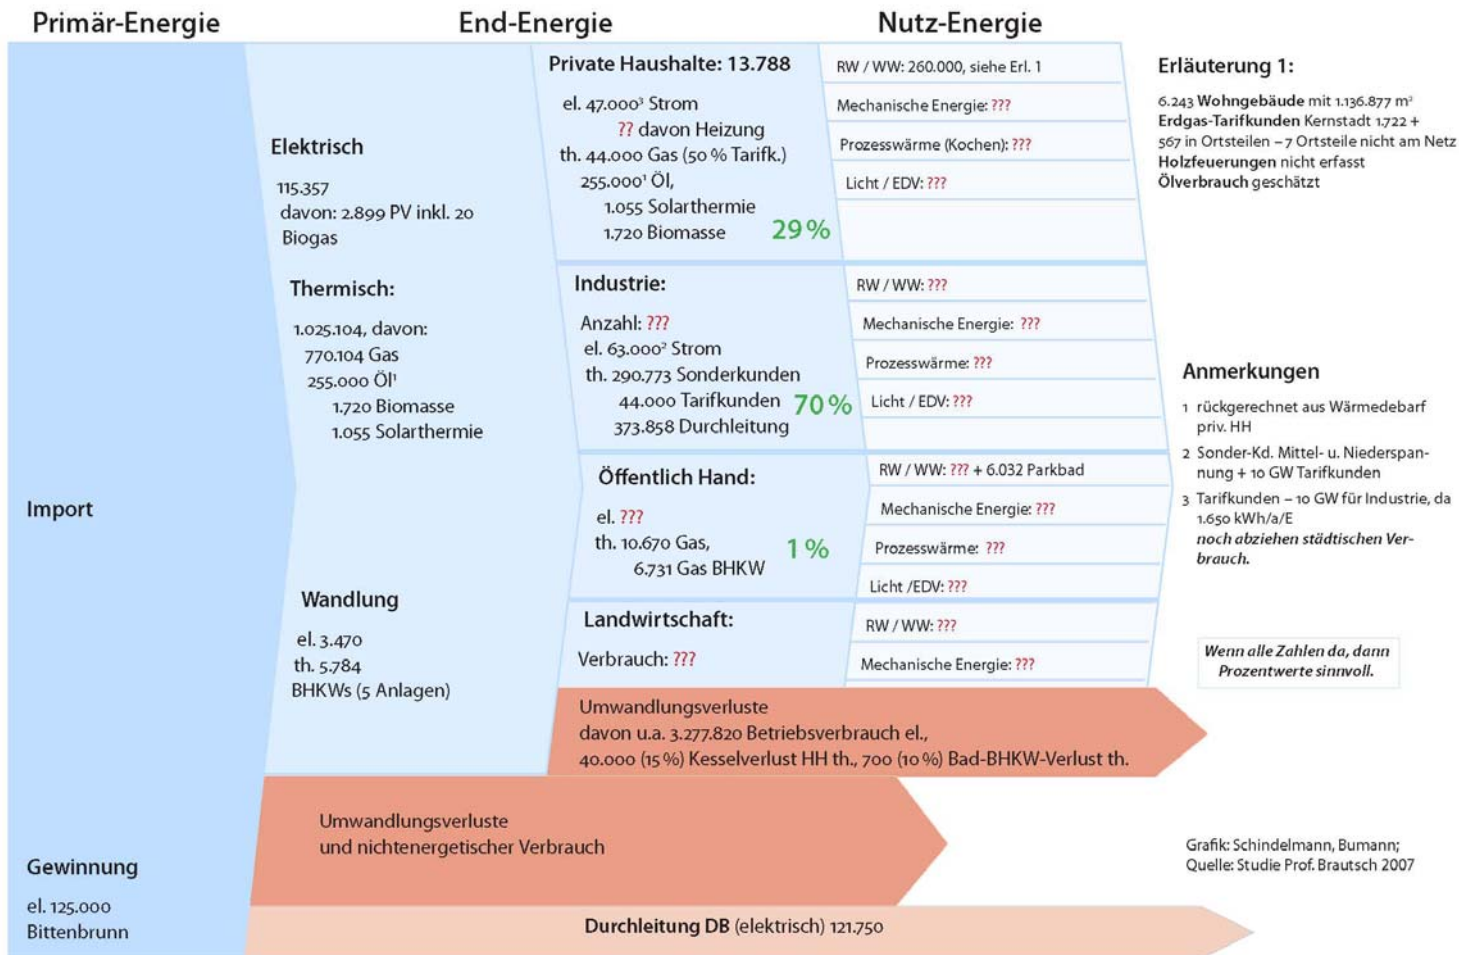 Primär-Energie
End-Energie
Nutz-Energie
Import
Gewinnung
el. 125.000
Bittenbrunn
Elektrisch
115.357
davon: 2.899 PV inkl. 20
Biogas
Thermisch:
1.025.104, davon:
770.104 Gas
255.000 Öl¹
1.720 Biomasse
1.055 Solarthermie
Wandlung
el. 3.470
th. 5.784
BHKWs (5 Anlagen)
Private Haushalte: 13.788
el. 47.000³ Strom
?? davon Heizung
th. 44.000 Gas (50 % Tarifk.)
255.000¹ Öl,
1.055 Solarthermie
1.720 Biomasse
29 %
Industrie:
Anzahl: ???
el. 63.000² Strom
th. 290.773 Sonderkunden
44.000 Tarifkunden
373.858 Durchleitung
70 %
Öffentlich Hand:
el. ???
th. 10.670 Gas,
6.731 Gas BHKW
1 %
Landwirtschaft:
Verbrauch: ???
RW / WW: 260.000, siehe Erl. 1
Mechanische Energie: ???
Prozesswärme (Kochen): ???
Licht / EDV: ???
RW / WW: ???
Mechanische Energie: ???
Prozesswärme: ???
Licht / EDV: ???
RW / WW: ??? + 6.032 Parkbad
Mechanische Energie: ???
Prozesswärme: ???
Licht /EDV: ???
RW / WW: ???
Mechanische Energie: ???
Umwandlungsverluste
davon u.a. 3.277.820 Betriebsverbrauch el.,
40.000 (15 %) Kesselverlust HH th., 700 (10 %) Bad-BHKW-Verlust th.
Umwandlungsverluste
und nichtenergetischer Verbrauch
Durchleitung DB (elektrisch) 121.750
Erläuterung 1:
6.243 Wohngebäude mit 1.136.877 m²
Erdgas-Tarifkunden Kernstadt 1.722 +
567 in Ortsteilen – 7 Ortsteile nicht am Netz
Holzfeuerungen nicht erfasst
Ölverbrauch geschätzt
Anmerkungen
1 rückgerechnet aus Wärmedebarf
priv. HH
2 Sonder-Kd. Mittel- u. Niederspan-
nung + 10 GW Tarifkunden
3 Tarifkunden – 10 GW für Industrie, da
1.650 kWh/a/E
noch abziehen städtischen Ver-
brauch.
Wenn alle Zahlen da, dann
Prozentwerte sinnvoll.
Grafik: Schindelmann, Bumann;
Quelle: Studie Prof. Brautsch 2007